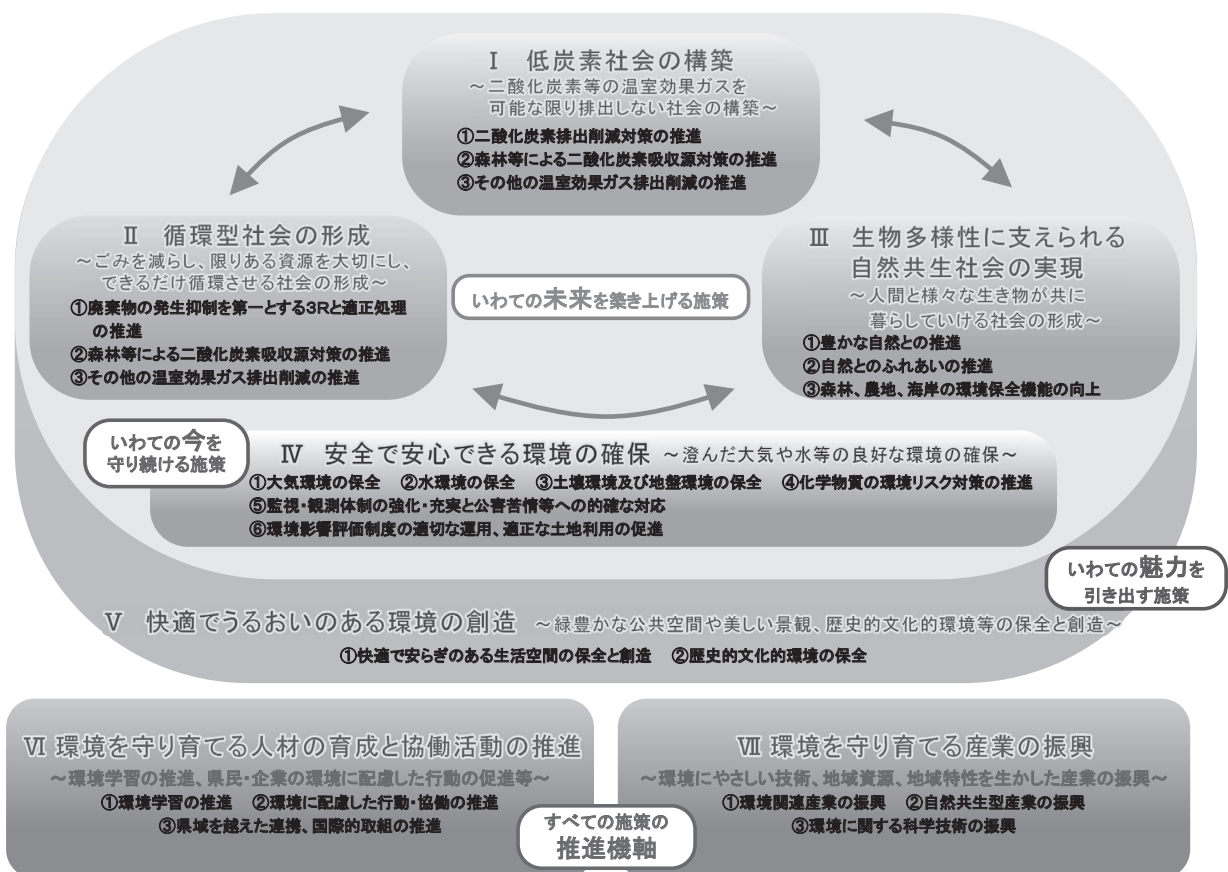 Ⅰ 低炭素社会の構築
～二酸化炭素等の温室効果ガスを
可能な限り排出しない社会の構築～
①二酸化炭素排出削減対策の推進
②森林等による二酸化炭素吸収源対策の推進
③その他の温室効果ガス排出削減の推進
Ⅱ 循環型社会の形成
～ごみを減らし、限りある資源を大切にし、
できるだけ循環させる社会の形成～
①廃棄物の発生抑制を第一とする3Rと適正処理
の推進
②森林等による二酸化炭素吸収源対策の推進
③その他の温室効果ガス排出削減の推進
いわての未来を築き上げる施策
Ⅲ 生物多様性に支えられる
自然共生社会の実現
～人間と様々な生き物が共に
暮らしていける社会の形成～
①豊かな自然との推進
②自然とのふれあいの推進
③森林、農地、海岸の環境保全機能の向上
いわての今を
守り続ける施策
Ⅳ 安全で安心できる環境の確保 ～澄んだ大気や水等の良好な環境の確保～
①大気環境の保全 ②水環境の保全 ③土壌環境及び地盤環境の保全 ④化学物質の環境リスク対策の推進
⑤監視・観測体制の強化・充実と公害苦情等への的確な対応
⑥環境影響評価制度の適切な運用、適正な土地利用の促進
いわての魅力を
引き出す施策
Ⅴ 快適でうるおいのある環境の創造 ～緑豊かな公共空間や美しい景観、歴史的文化的環境等の保全と創造～
①快適で安らぎのある生活空間の保全と創造 ②歴史的文化的環境の保全
Ⅵ 環境を守り育てる人材の育成と協働活動の推進
～環境学習の推進、県民・企業の環境に配慮した行動の促進等～
①環境学習の推進 ②環境に配慮した行動・協働の推進
③県域を越えた連携、国際的取組の推進
Ⅶ 環境を守り育てる産業の振興
～環境にやさしい技術、地域資源、地域特性を生かした産業の振興～
①環境関連産業の振興 ②自然共生型産業の振興
③環境に関する科学技術の振興
すべての施策の
推進機軸